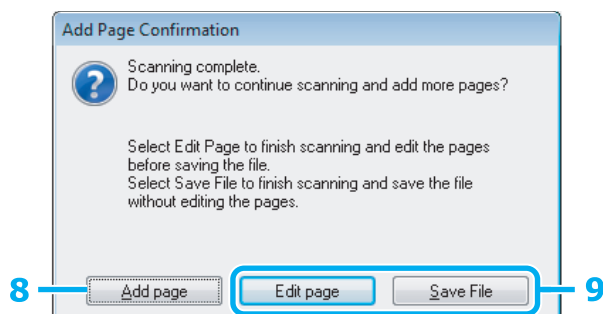 Add Page Confirmation
Scanning complete.
Do you want to continue scanning and add more pages?
Select Edit Page to finish scanning and edit the pages
before saving the file.
Select Save File to finish scanning and save the file
without editing the pages.
8 Add page Edit page Save File 9